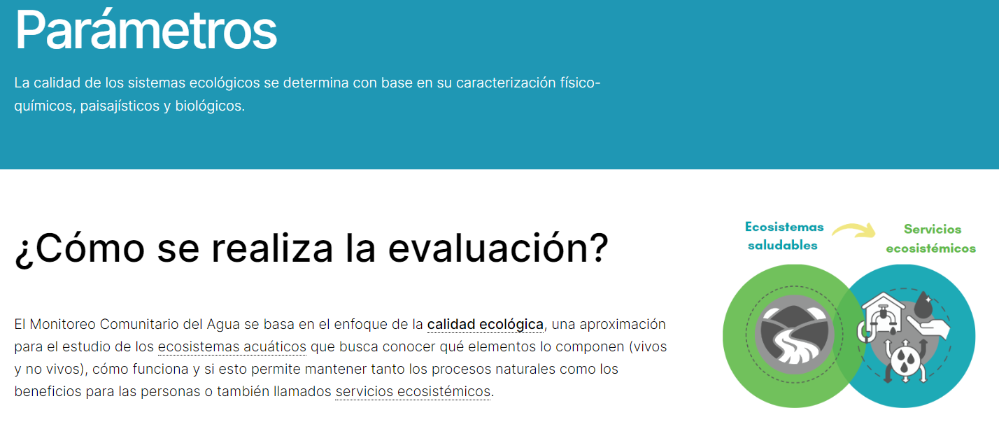 Parámetros
La calidad de los sistemas ecológicos se determina con base en su caracterización físico-
químicos, paisajísticos y biológicos.
¿Cómo se realiza la evaluación?
El Monitoreo Comunitario del Agua se basa en el enfoque de la calidad ecológica, una aproximación
para el estudio de los ecosistemas acuáticos que busca conocer qué elementos lo componen (vivos
y no vivos), cómo funciona y si esto permite mantener tanto los procesos naturales como los
beneficios para las personas o también llamados servicios ecosistémicos.
Ecosistemas
saludables
Servicios
ecosistémicos